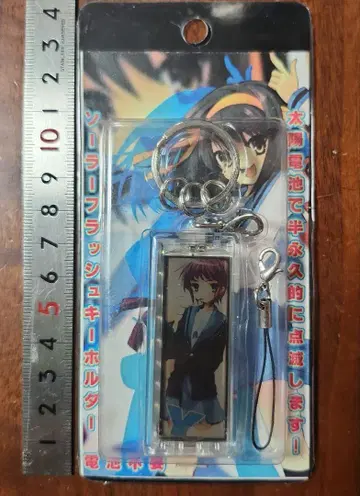 太陽電池で半永久的に点滅します！
ソーラーフラッシュキーホルダー
電池不要
1 2 3 4 5 6 7 8 9 10 1 2 3 4